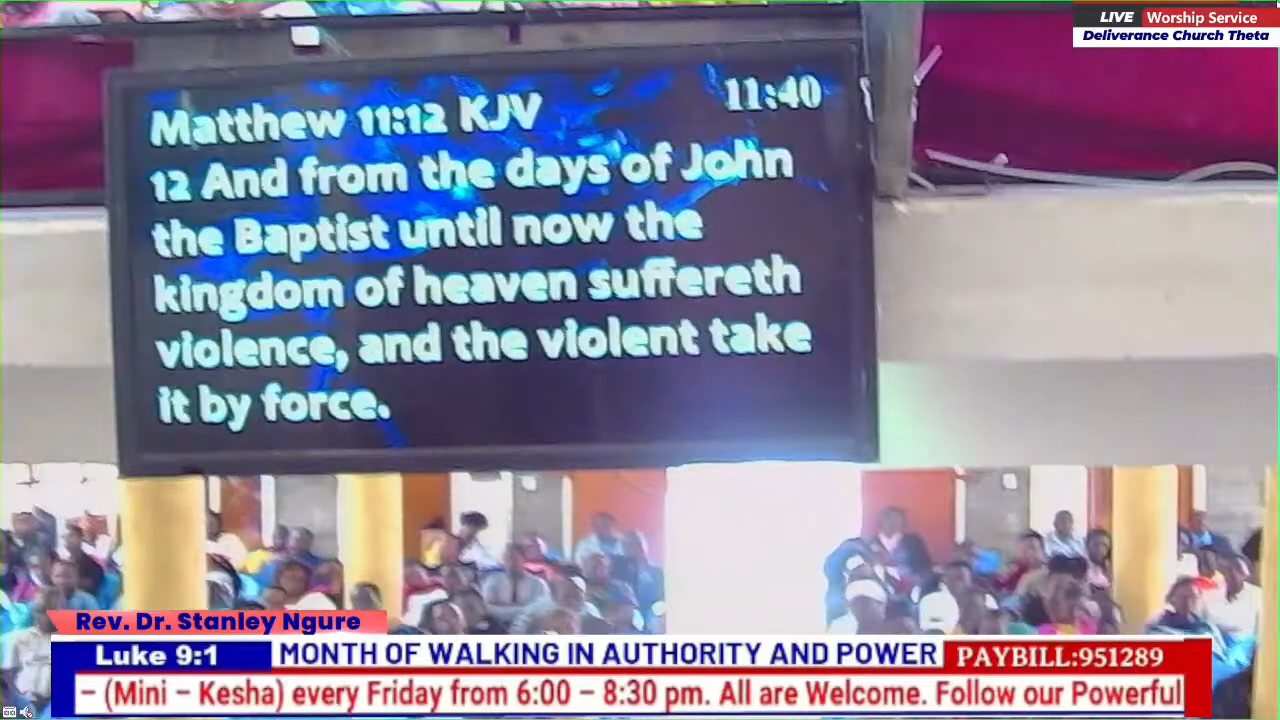 LIVE Worship Service
Deliverance Church Theta
Matthew 11:12 KJV
11:40
12 And from the days of John
the Baptist until now the
kingdom of heaven suffereth
violence, and the violent take
it by force.
Rev. Dr. Stanley Ngure
Luke 9:1
MONTH OF WALKING IN AUTHORITY AND POWER
PAYBILL:951289
– (Mini – Kesha) every Friday from 6:00 – 8:30 pm. All are Welcome. Follow our Powerful